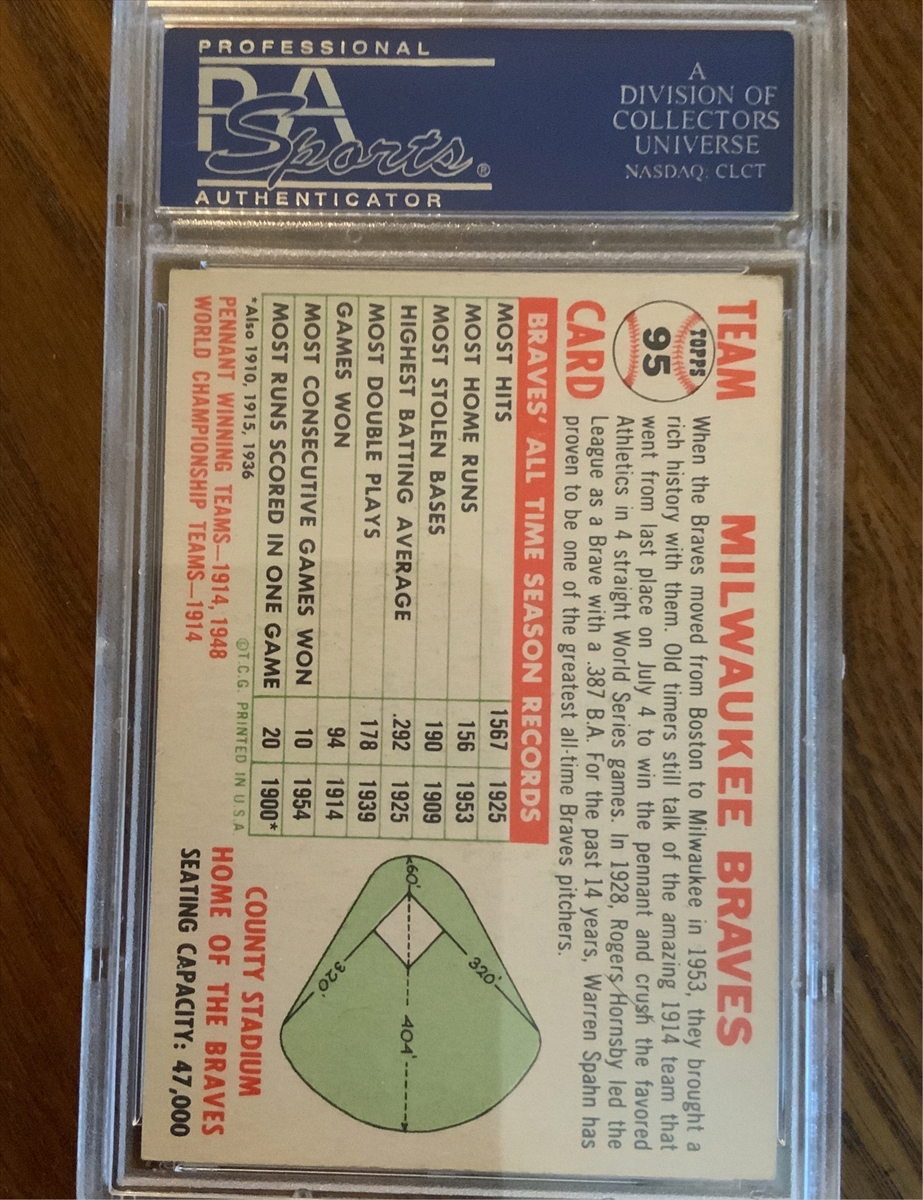 PROFESSIONAL
PSA
Sports®
AUTHENTICATOR
A
DIVISION OF
COLLECTORS
UNIVERSE
NASDAQ: CLCT
TEAM
TOPPS
95
CARD
MILWAUKEE BRAVES
When the Braves moved from Boston to Milwaukee in 1953, they brought a
rich history with them. Old timers still talk of the amazing 1914 team that
went from last place on July 4 to win the pennant and crush the favored
Athletics in 4 straight World Series games. In 1928, Rogers Hornsby led the
League as a Brave with a .387 B.A. For the past 14 years, Warren Spahn has
proven to be one of the greatest all-time Braves pitchers.
BRAVES' ALL TIME SEASON RECORDS
MOST HITS 1567 1925
MOST HOME RUNS 156 1953
MOST STOLEN BASES 190 1909
HIGHEST BATTING AVERAGE .292 1925
MOST DOUBLE PLAYS 178 1939
GAMES WON 94 1914
MOST CONSECUTIVE GAMES WON 10 1954
MOST RUNS SCORED IN ONE GAME 20 1900*
*Also 1910, 1915, 1936
©T.C.G. PRINTED IN U.S.A.
PENNANT WINNING TEAMS—1914, 1948
WORLD CHAMPIONSHIP TEAMS—1914
320'
60'
404'
320'
COUNTY STADIUM
HOME OF THE BRAVES
SEATING CAPACITY: 47,000